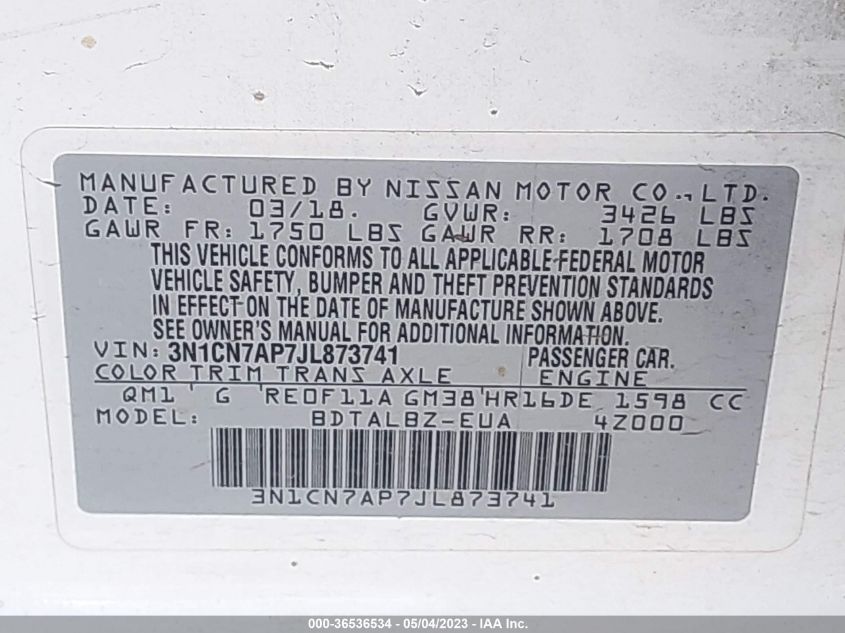 MANUFACTURED BY NISSAN MOTOR CO., LTD.
DATE: 03/18. GVWR: 3426 LBS
GAWR FR: 1750 LBS GAWR RR: 1708 LBS
THIS VEHICLE CONFORMS TO ALL APPLICABLE FEDERAL MOTOR
VEHICLE SAFETY, BUMPER AND THEFT PREVENTION STANDARDS
IN EFFECT ON THE DATE OF MANUFACTURE SHOWN ABOVE.
SEE OWNER'S MANUAL FOR ADDITIONAL INFORMATION.
VIN: 3N1CN7AP7JL873741 PASSENGER CAR.
COLOR TRIM TRANS AXLE ENGINE
QM1 G RE0F11A GM38 HR16DE 1598 CC
MODEL: BDTALBZ-EUA 4Z000
3N1CN7AP7JL873741
000-36536534 - 05/04/2023 - IAA Inc.